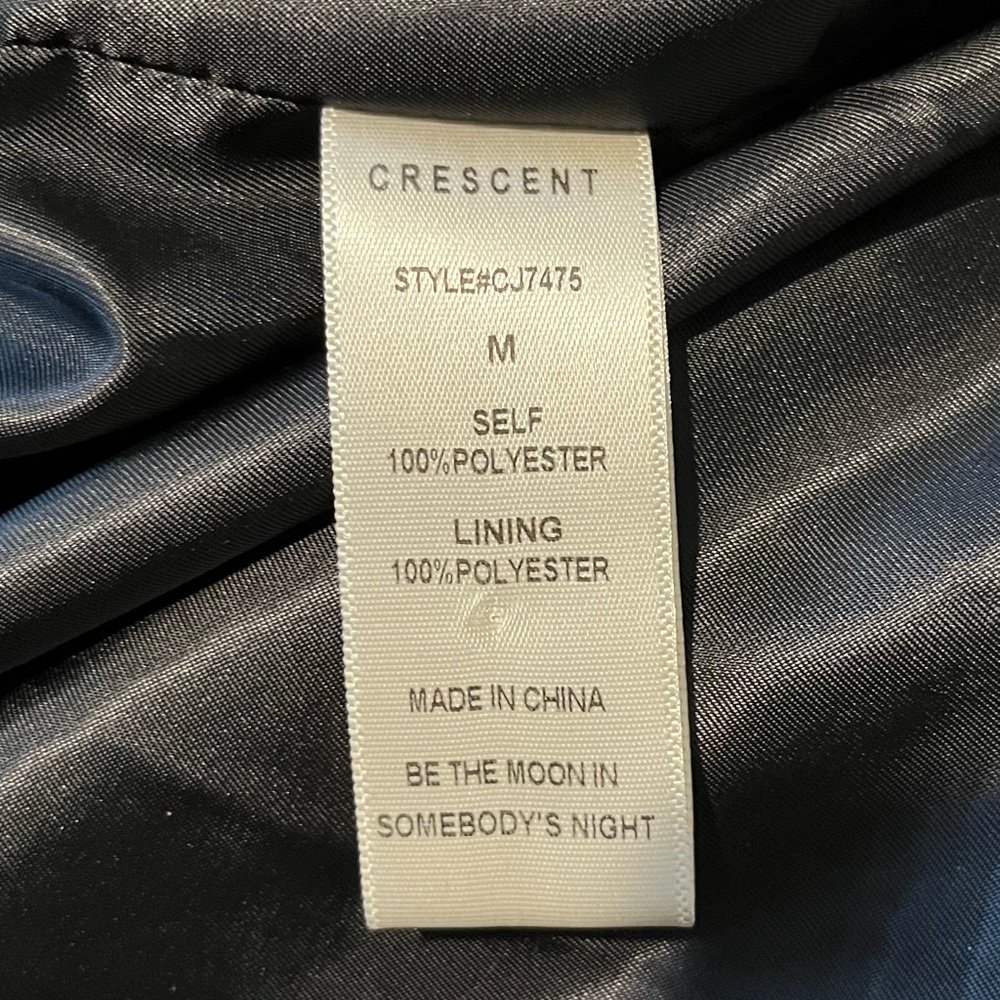 CRESCENT
STYLE#CJ7475
M
SELF
100%POLYESTER
LINING
100%POLYESTER
MADE IN CHINA
BE THE MOON IN
SOMEBODY'S NIGHT